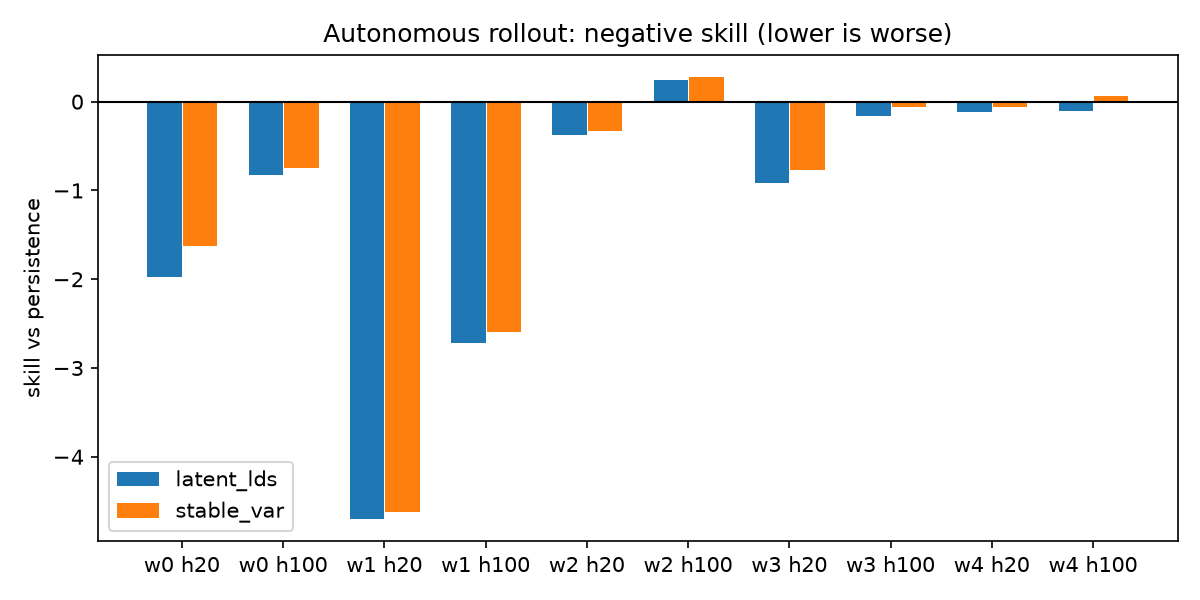 Autonomous rollout: negative skill (lower is worse)
skill vs persistence
0
−1
−2
−3
−4
latent_lds
stable_var
w0 h20 w0 h100 w1 h20 w1 h100 w2 h20 w2 h100 w3 h20 w3 h100 w4 h20 w4 h100